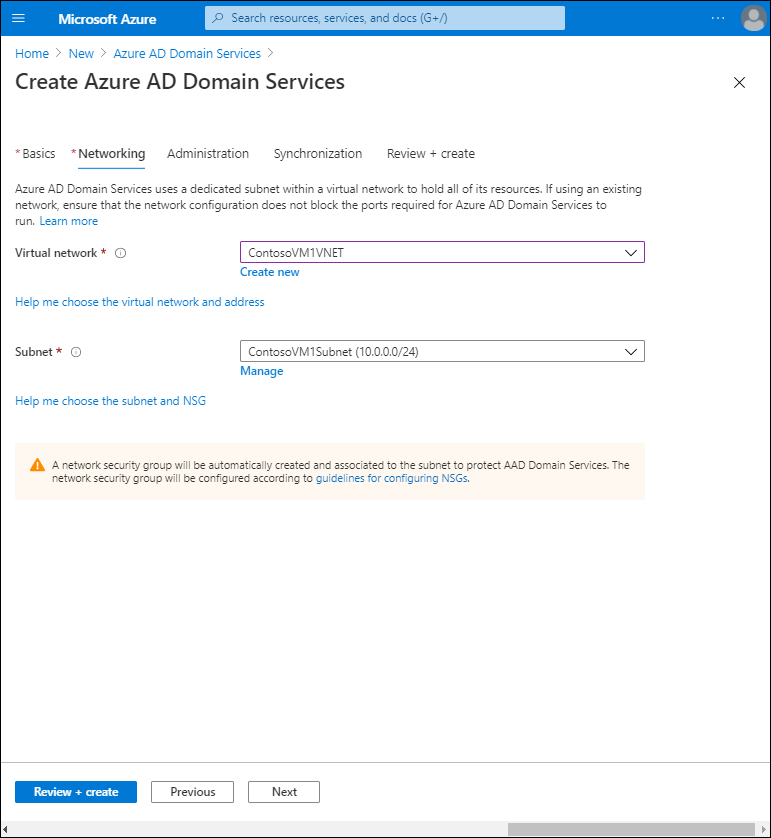 Microsoft Azure
Search resources, services, and docs (G+/)
Home > New > Azure AD Domain Services >
Create Azure AD Domain Services
* Basics * Networking Administration Synchronization Review + create
Azure AD Domain Services uses a dedicated subnet within a virtual network to hold all of its resources. If using an existing
network, ensure that the network configuration does not block the ports required for Azure AD Domain Services to
run. Learn more
Virtual network * ContosoVM1VNET
Create new
Help me choose the virtual network and address
Subnet * ContosoVM1Subnet (10.0.0.0/24)
Manage
Help me choose the subnet and NSG
A network security group will be automatically created and associated to the subnet to protect AAD Domain Services. The
network security group will be configured according to guidelines for configuring NSGs.
Review + create Previous Next